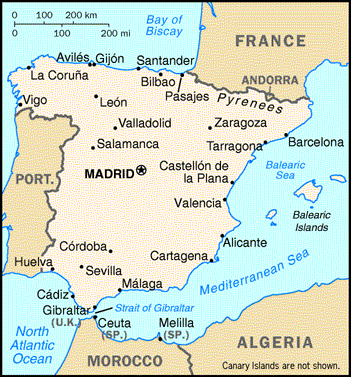 0 100 200 km
0 100 200 mi
Bay of
Biscay
FRANCE
Avilés
Gijón
Santander
La Coruña
Bilbao
ANDORRA
Vigo
León
Pasajes
Pyrenees
Valladolid
Zaragoza
Salamanca
Tarragona
Barcelona
PORT.
MADRID
Castellón de
la Plana
Balearic
Sea
Valencia
Balearic
Islands
Alicante
Córdoba
Cartagena
Huelva
Sevilla
Mediterranean Sea
Cádiz
Málaga
Gibraltar
(U.K.)
Strait of Gibraltar
North
Atlantic
Ocean
Ceuta
(SP.)
Melilla
(SP.)
MOROCCO
ALGERIA
Canary Islands are not shown.